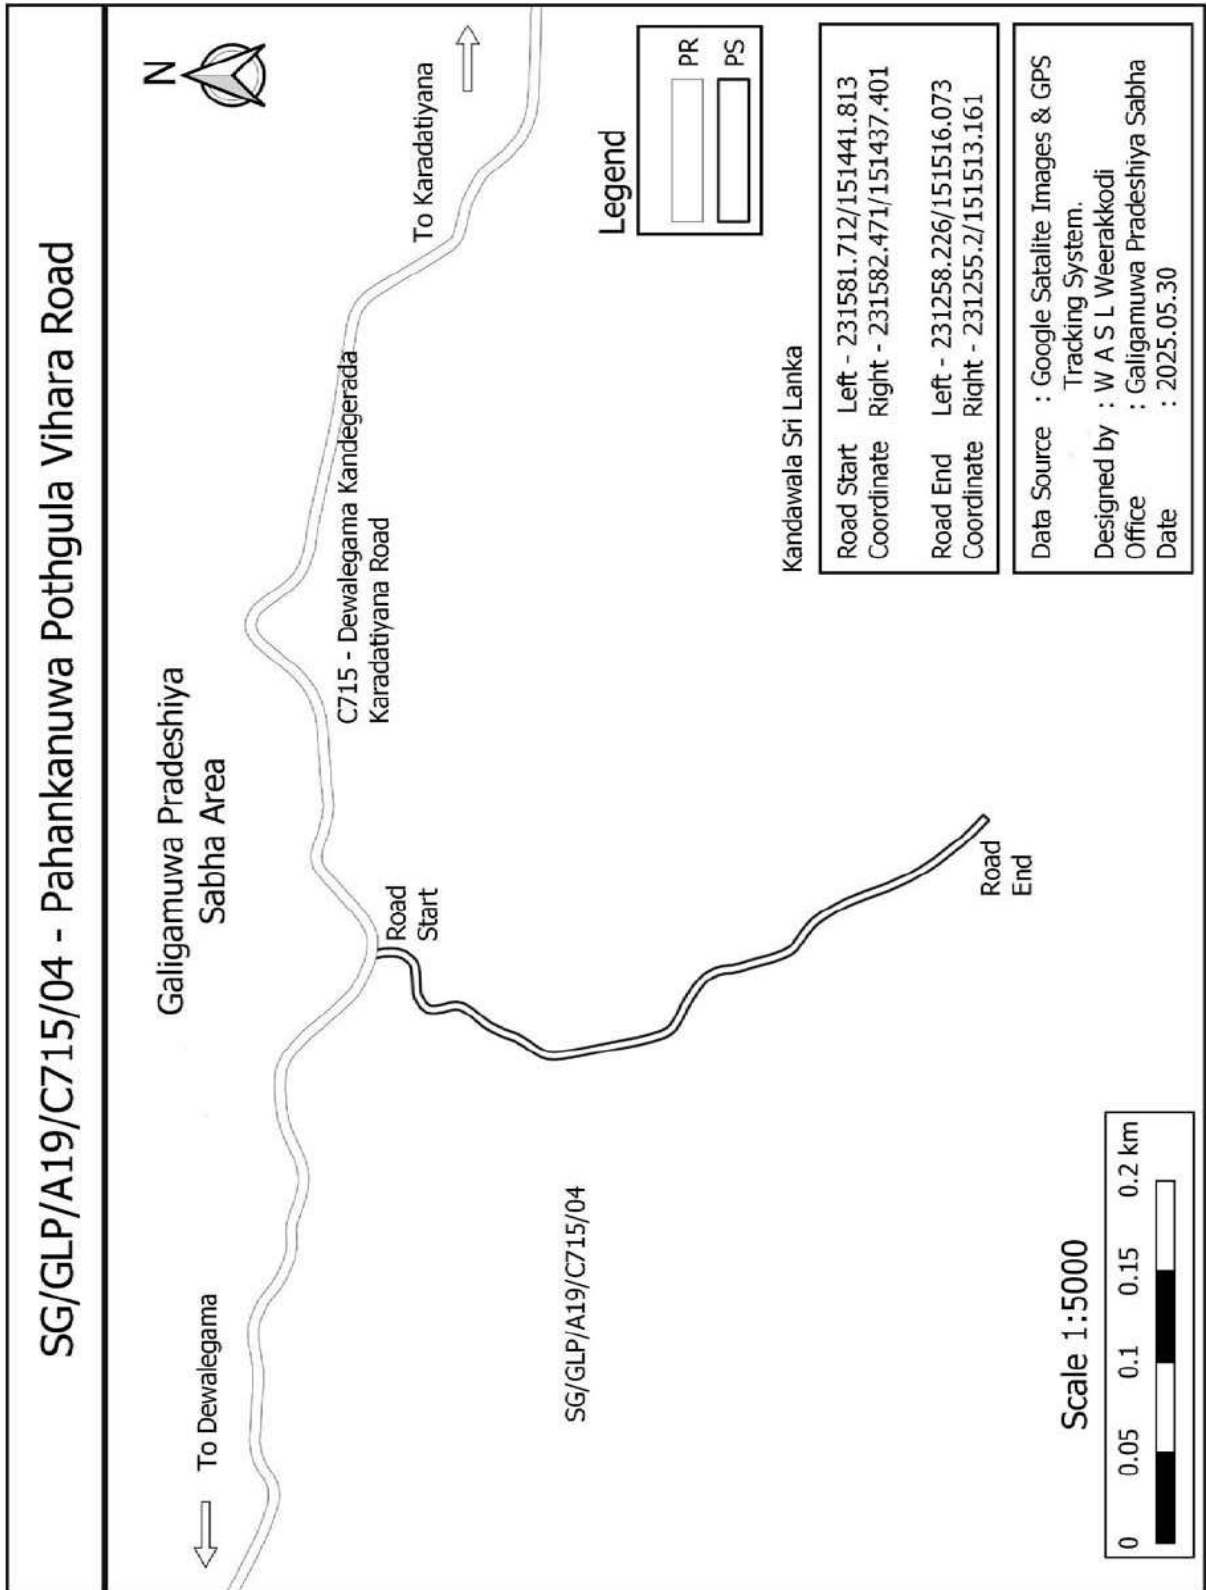 SG/GLP/A19/C715/04 - Pahankanuwa Pothgula Vihara Road
N
Galigamuwa Pradeshiya
Sabha Area
To Dewalegama
To Karadatiyana
C715 - Dewalegama Kandegerada
Karadatiyana Road
Road
Start
SG/GLP/A19/C715/04
Road
End
Legend
PR
PS
Kandawala Sri Lanka
Road Start Left - 231581.712/151441.813
Coordinate Right - 231582.471/151437.401
Road End Left - 231258.226/151516.073
Coordinate Right - 231255.2/151513.161
Data Source : Google Satalite Images & GPS
Tracking System.
Designed by : W A S L Weerakkodi
Office : Galigamuwa Pradeshiya Sabha
Date : 2025.05.30
Scale 1:5000
0 0.05 0.1 0.15 0.2 km